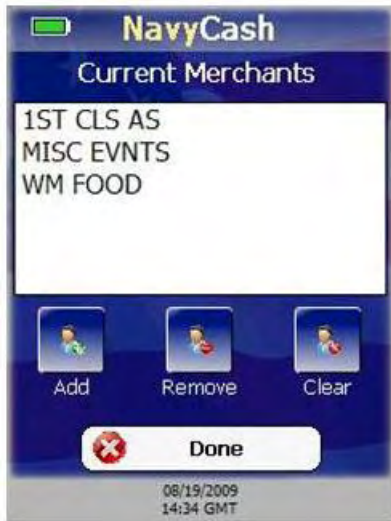 NavyCash
Current Merchants
1ST CLS AS
MISC EVNTS
WM FOOD
Add Remove Clear
Done
08/19/2009
14:34 GMT